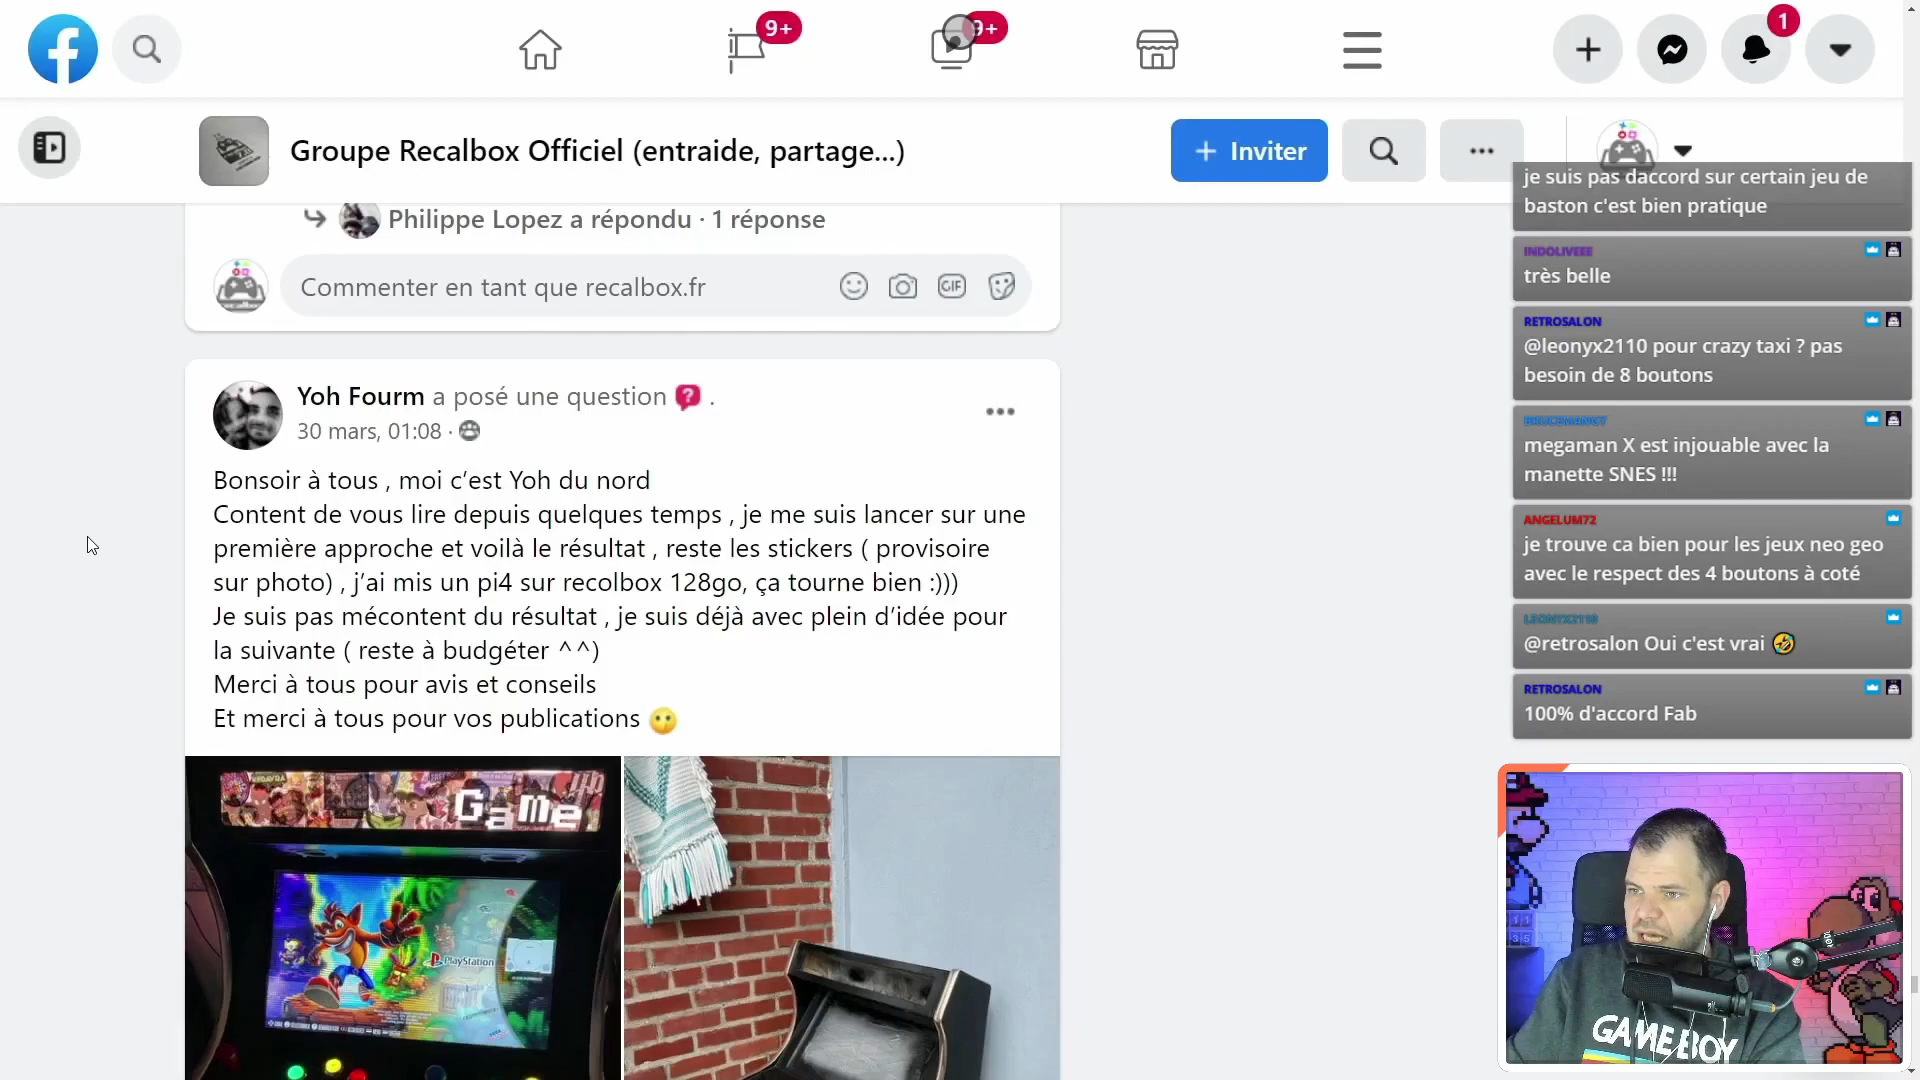 9+
9+
1
Groupe Recalbox Officiel (entraide, partage...)
+ Inviter
Philippe Lopez a répondu · 1 réponse
Commenter en tant que recalbox.fr
GIF
Yoh Fourm a posé une question .
30 mars, 01:08 ·
Bonsoir à tous , moi c’est Yoh du nord
Content de vous lire depuis quelques temps , je me suis lancer sur une
première approche et voilà le résultat , reste les stickers ( provisoire
sur photo) , j’ai mis un pi4 sur recolbox 128go, ça tourne bien :)))
Je suis pas mécontent du résultat , je suis déjà avec plein d’idée pour
la suivante ( reste à budgéter ^^)
Merci à tous pour avis et conseils
Et merci à tous pour vos publications
GaMe
PlayStation
je suis pas daccord sur certain jeu de
baston c'est bien pratique
INDOLIVEEE
très belle
RETROSALON
@leonyx2110 pour crazy taxi ? pas
besoin de 8 boutons
BRUCEMANGT
megaman X est injouable avec la
manette SNES !!!
ANGELUM72
je trouve ca bien pour les jeux neo geo
avec le respect des 4 boutons à coté
LEONYX2110
@retrosalon Oui c'est vrai
RETROSALON
100% d'accord Fab
GAME BOY